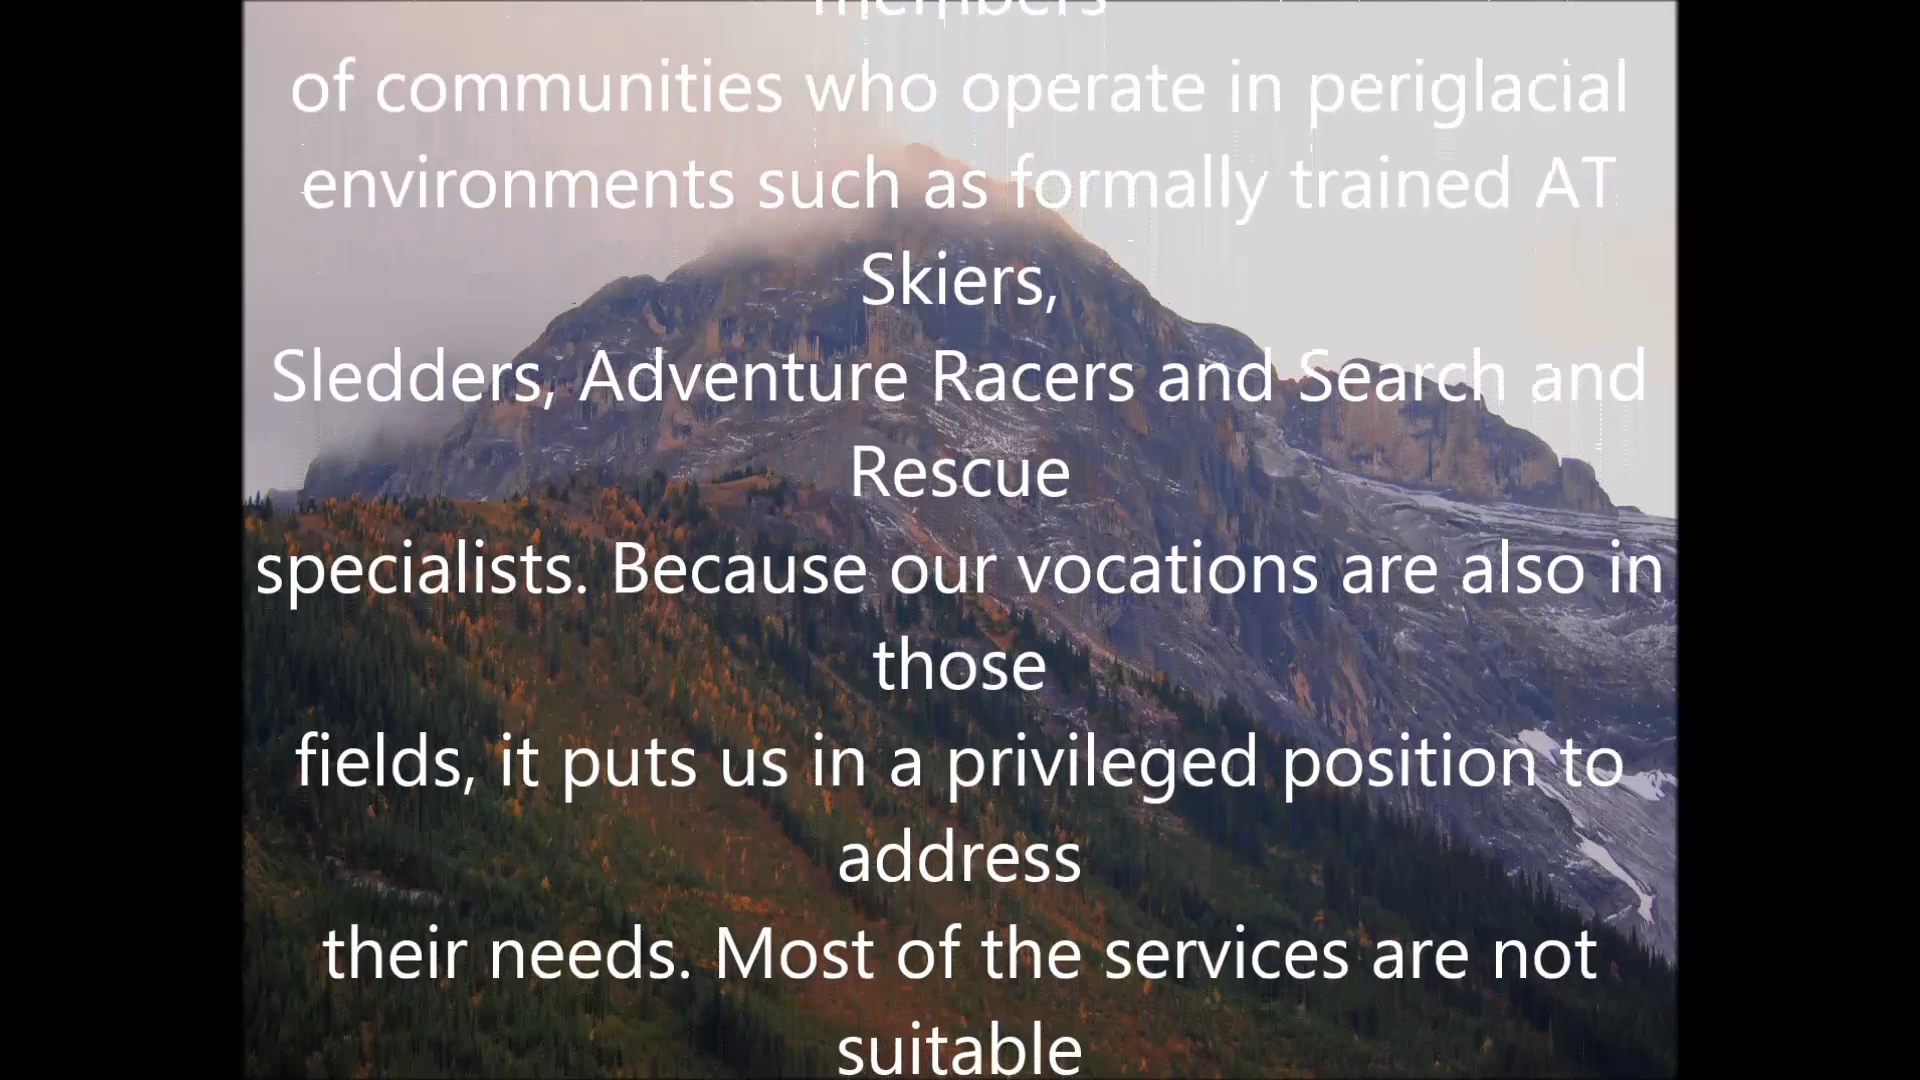 members
of communities who operate in periglacial
environments such as formally trained AT
Skiers,
Sledders, Adventure Racers and Search and
Rescue
specialists. Because our vocations are also in
those
fields, it puts us in a privileged position to
address
their needs. Most of the services are not
suitable